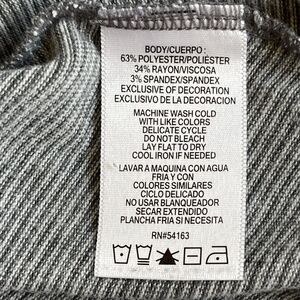 BODY/CUERPO:
63% POLYESTER/POLIÉSTER
34% RAYON/VISCOSA
3% SPANDEX/SPANDEX
EXCLUSIVE OF DECORATION
EXCLUSIVO DE LA DECORACION
MACHINE WASH COLD
WITH LIKE COLORS
DELICATE CYCLE
DO NOT BLEACH
LAY FLAT TO DRY
COOL IRON IF NEEDED
LAVAR A MAQUINA CON AGUA
FRIA Y CON
COLORES SIMILARES
CICLO DELICADO
NO USAR BLANQUEADOR
SECAR EXTENDIDO
PLANCHA FRIA SI NECESITA
RN#54163